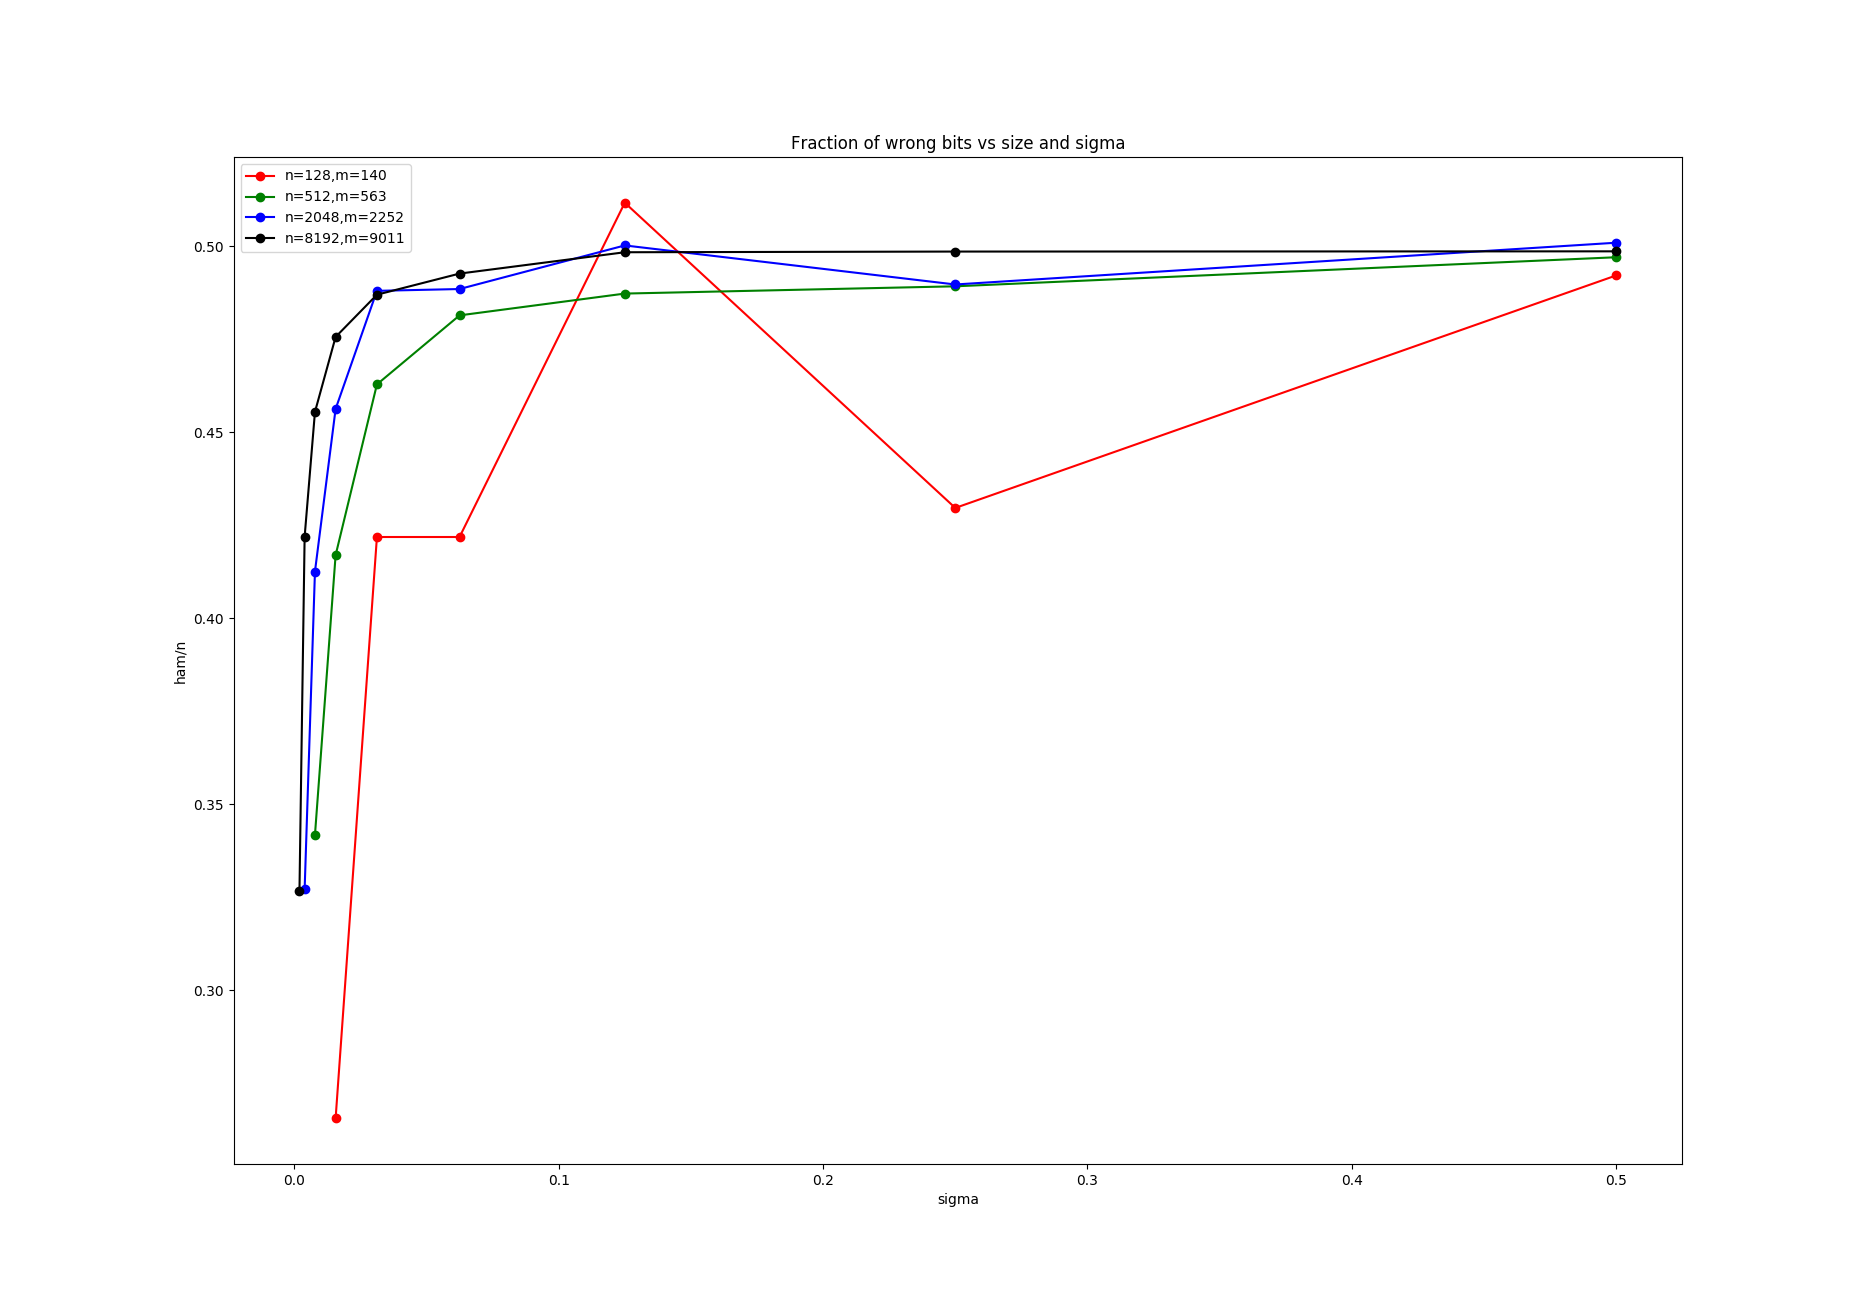 Fraction of wrong bits vs size and sigma
n=128,m=140
n=512,m=563
n=2048,m=2252
n=8192,m=9011
0.50
0.45
0.40
0.35
0.30
ham/n
0.0 0.1 0.2 0.3 0.4 0.5
sigma